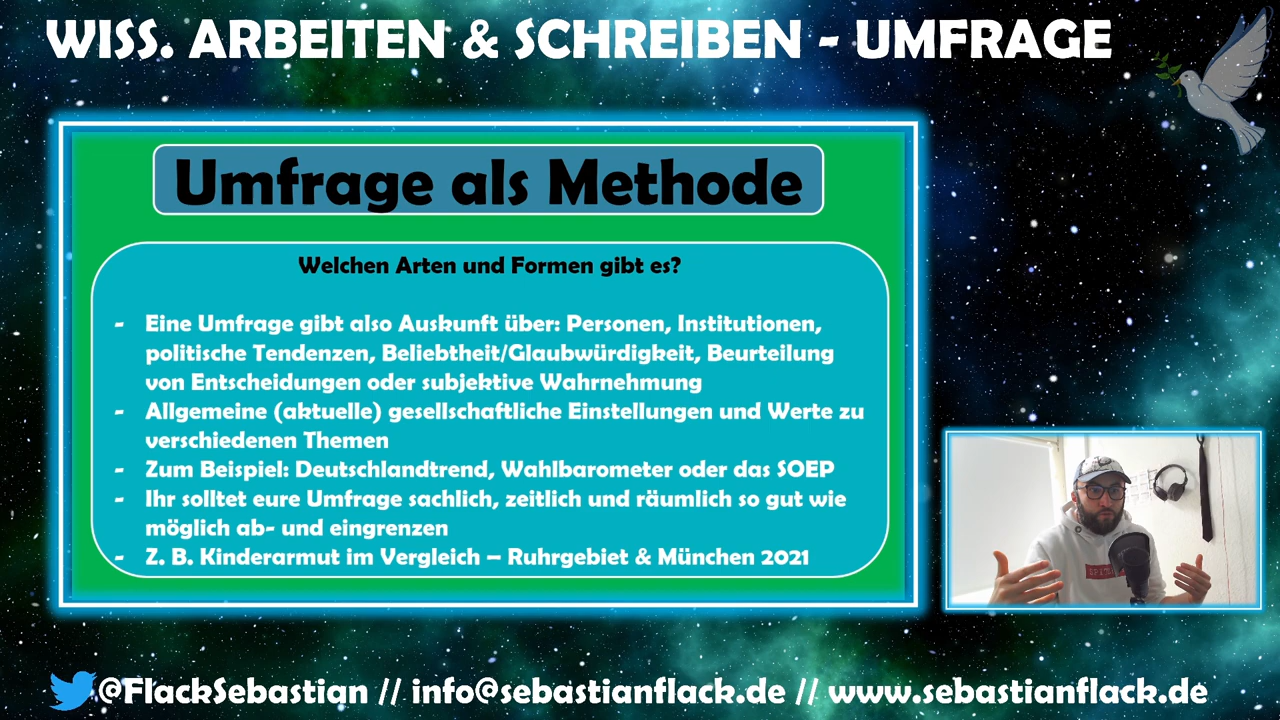 WISS. ARBEITEN & SCHREIBEN - UMFRAGE
Umfrage als Methode
Welchen Arten und Formen gibt es?
- Eine Umfrage gibt also Auskunft über: Personen, Institutionen,
politische Tendenzen, Beliebtheit/Glaubwürdigkeit, Beurteilung
von Entscheidungen oder subjektive Wahrnehmung
- Allgemeine (aktuelle) gesellschaftliche Einstellungen und Werte zu
verschiedenen Themen
- Zum Beispiel: Deutschlandtrend, Wahlbarometer oder das SOEP
- Ihr solltet eure Umfrage sachlich, zeitlich und räumlich so gut wie
möglich ab- und eingrenzen
- Z. B. Kinderarmut im Vergleich – Ruhrgebiet & München 2021
@FlackSebastian // info@sebastianflack.de // www.sebastianflack.de